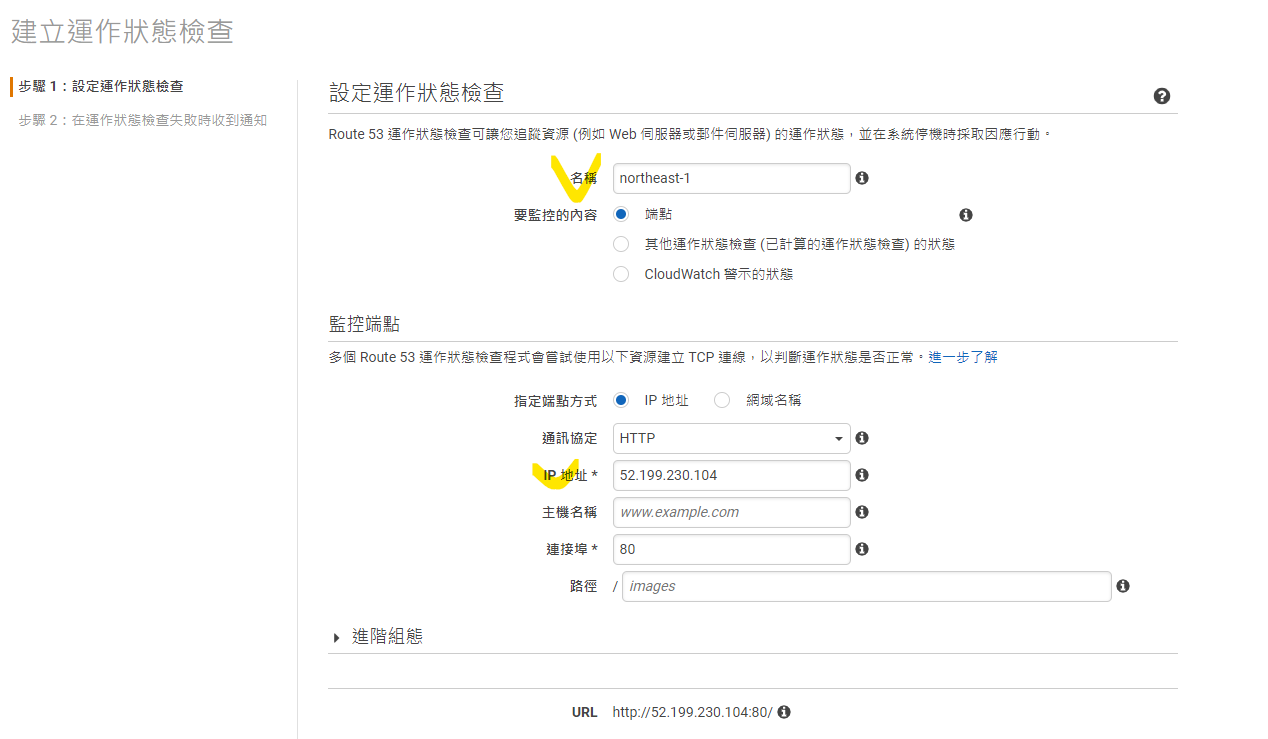 建立運作狀態檢查
步驟 1：設定運作狀態檢查
步驟 2：在運作狀態檢查失敗時收到通知
設定運作狀態檢查
Route 53 運作狀態檢查可讓您追蹤資源 (例如 Web 伺服器或郵件伺服器) 的運作狀態，並在系統停機時採取因應行動。
名稱 northeast-1
要監控的內容 端點
其他運作狀態檢查 (已計算的運作狀態檢查) 的狀態
CloudWatch 警示的狀態
監控端點
多個 Route 53 運作狀態檢查程式會嘗試使用以下資源建立 TCP 連線，以判斷運作狀態是否正常。進一步了解
指定端點方式 IP 地址 網域名稱
通訊協定 HTTP
IP 地址 * 52.199.230.104
主機名稱 www.example.com
連接埠 * 80
路徑 / images
進階組態
URL http://52.199.230.104:80/